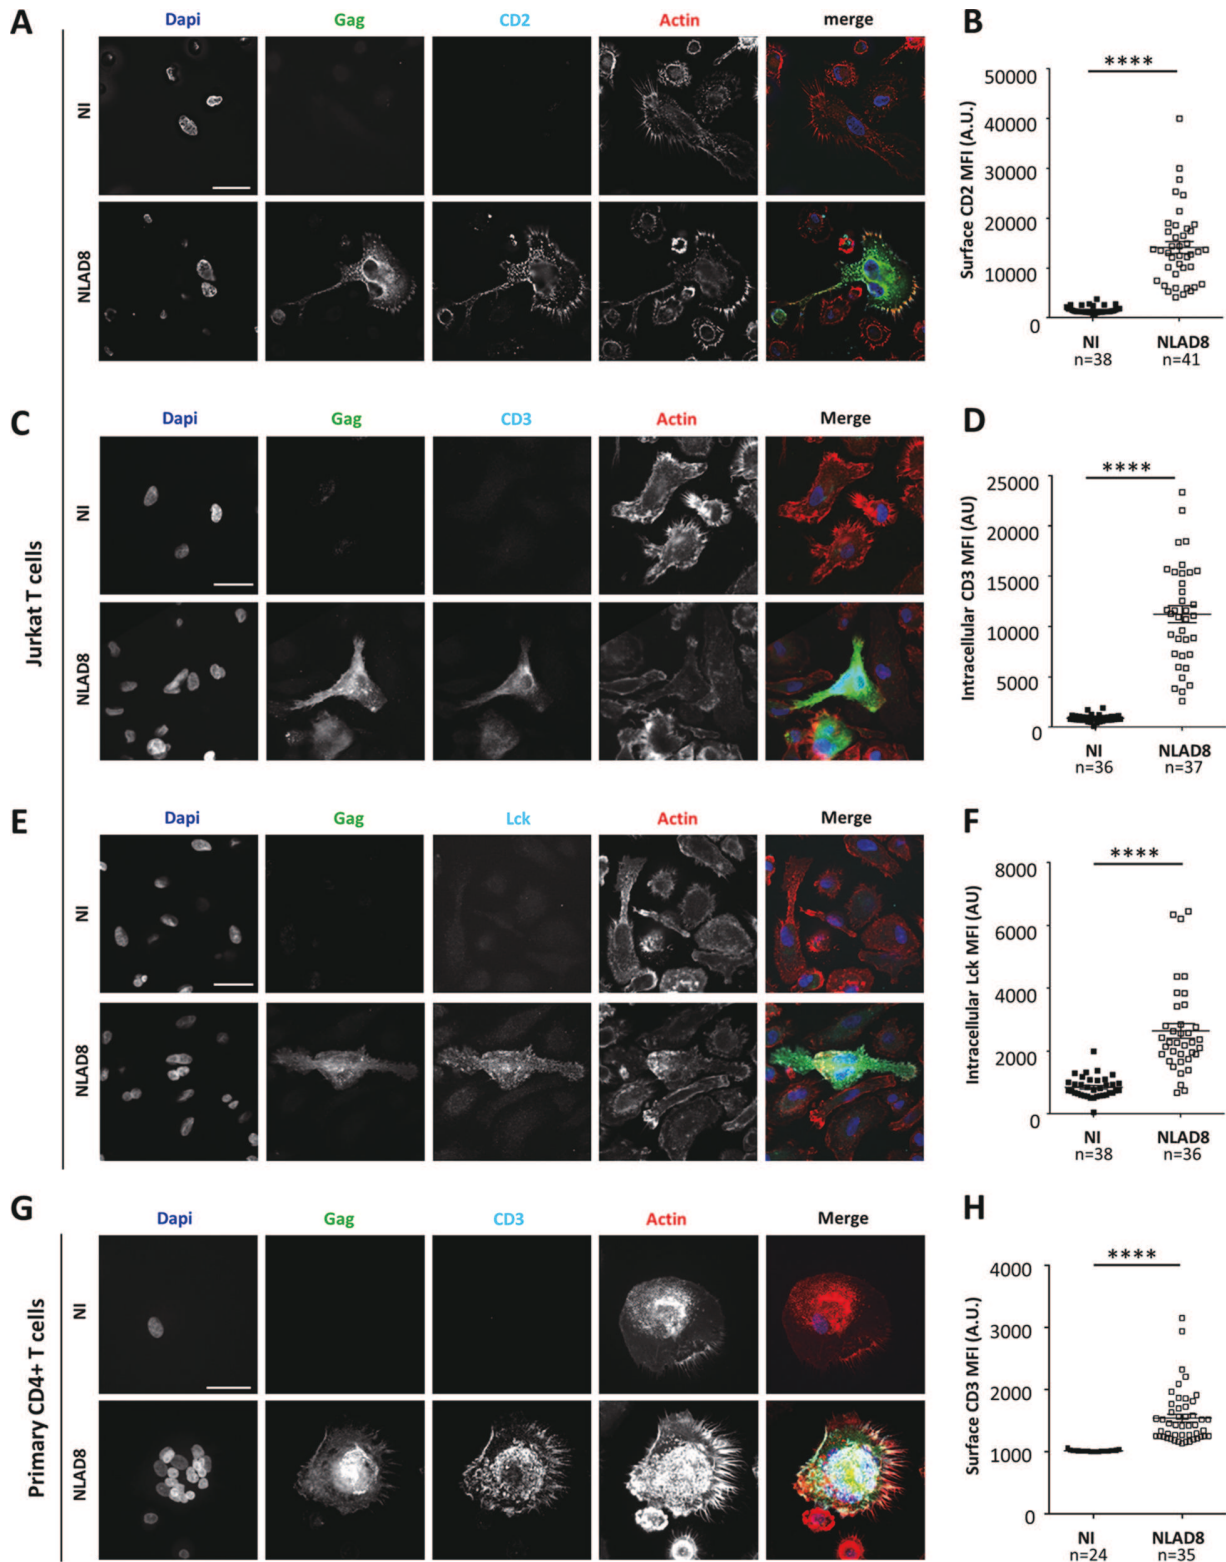 A
Dapi Gag CD2 Actin merge
NI
NLAD8
B
Surface CD2 MFI (A.U.)
50000
40000
30000
20000
10000
0
****
NI NLAD8
n=38 n=41
Jurkat T cells
C
Dapi Gag CD3 Actin Merge
NI
NLAD8
D
Intracellular CD3 MFI (AU)
25000
20000
15000
10000
5000
0
****
NI NLAD8
n=36 n=37
E
Dapi Gag Lck Actin Merge
NI
NLAD8
F
Intracellular Lck MFI (AU)
8000
6000
4000
2000
0
****
NI NLAD8
n=38 n=36
Primary CD4+ T cells
G
Dapi Gag CD3 Actin Merge
NI
NLAD8
H
Surface CD3 MFI (A.U.)
4000
3000
2000
1000
0
****
NI NLAD8
n=24 n=35